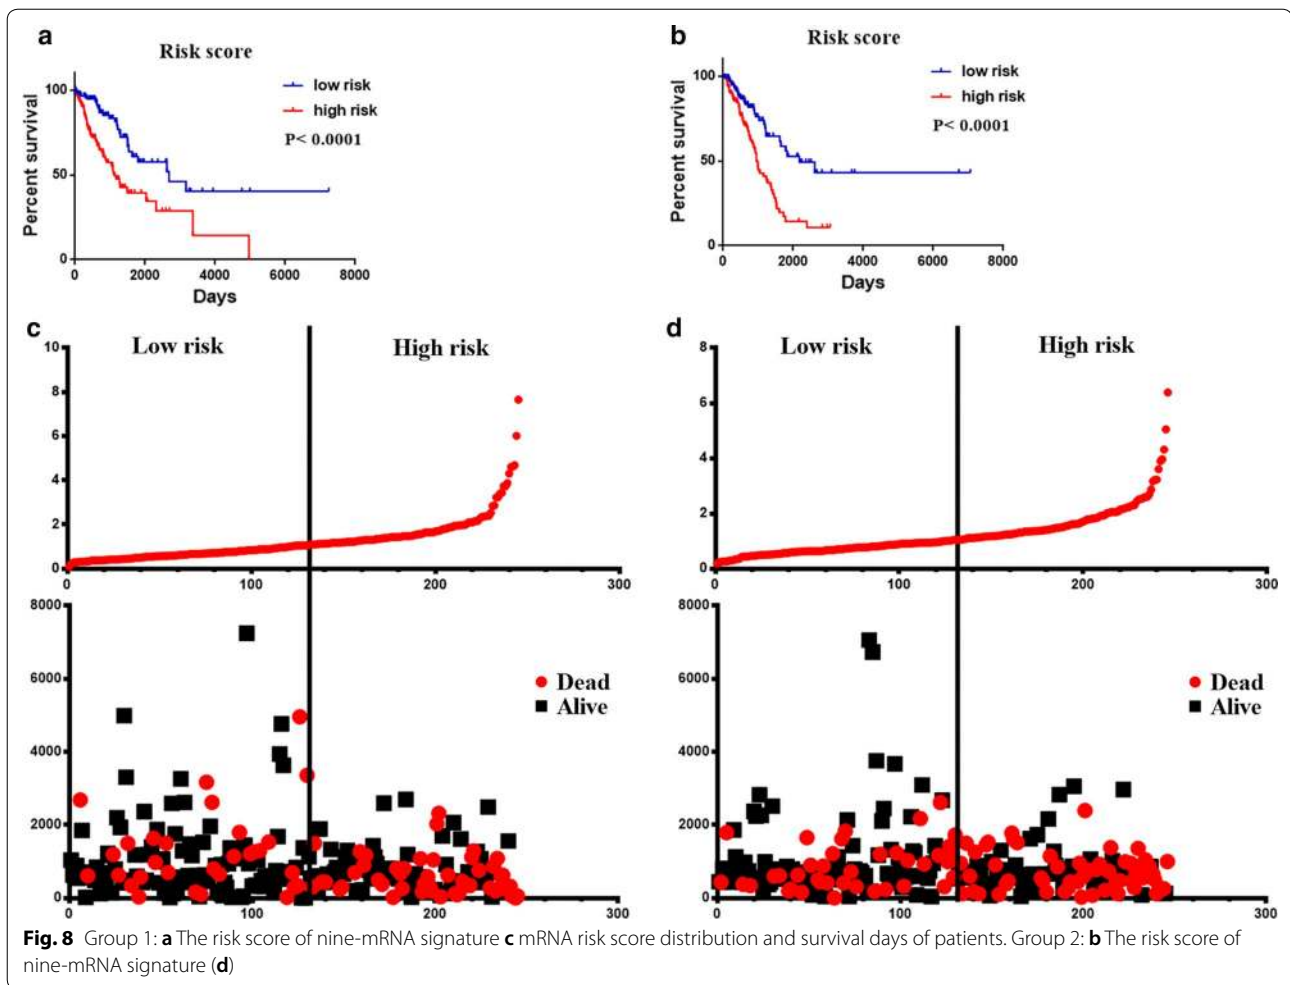 a
Risk score
100
50
0
Percent survival
low risk
high risk
P< 0.0001
0 2000 4000 6000 8000
Days
b
Risk score
100
50
0
Percent survival
low risk
high risk
P< 0.0001
0 2000 4000 6000 8000
Days
c
Low risk
High risk
10
8
6
4
2
0
0 100 200 300
8000
6000
4000
2000
0
Dead
Alive
0 100 200 300
d
Low risk
High risk
8
6
4
2
0
0 100 200 300
8000
6000
4000
2000
0
Dead
Alive
0 100 200 300
Fig. 8 Group 1: a The risk score of nine-mRNA signature c mRNA risk score distribution and survival days of patients. Group 2: b The risk score of
nine-mRNA signature (d)